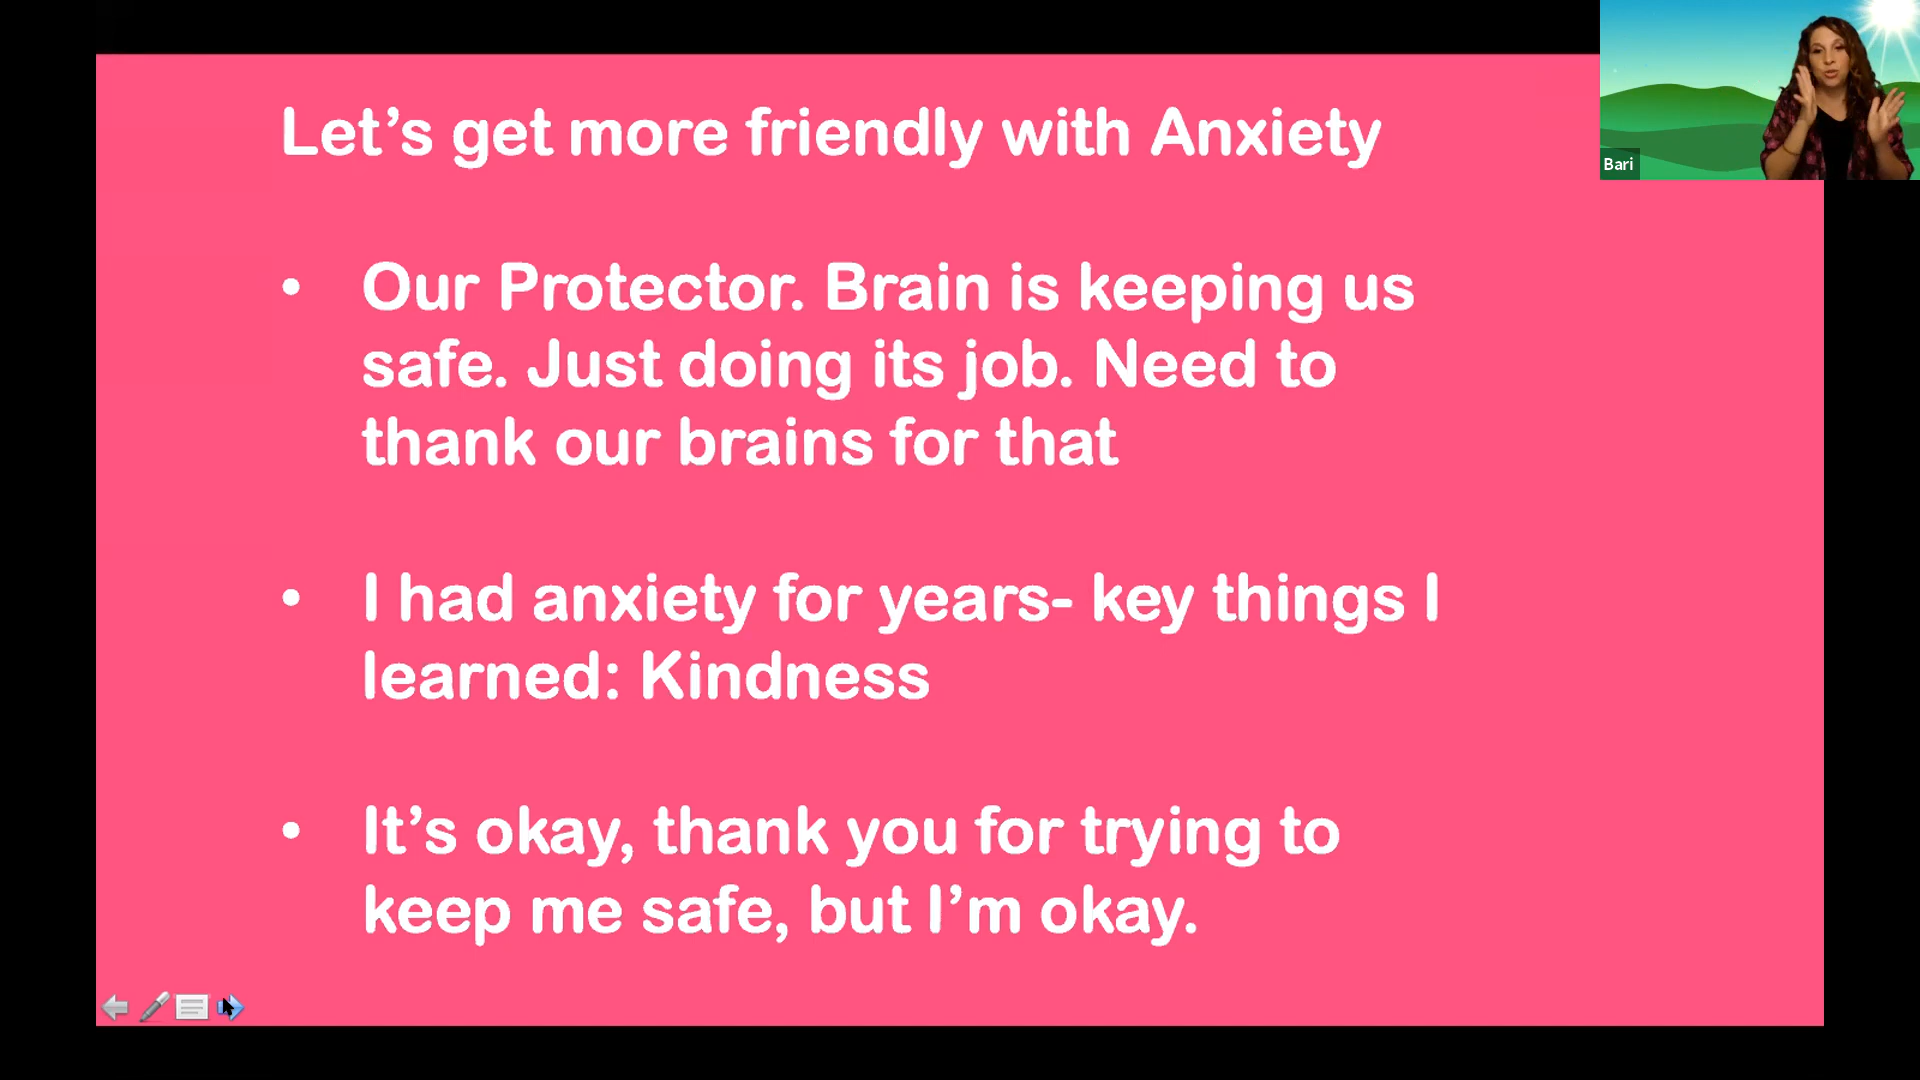 Let’s get more friendly with Anxiety
• Our Protector. Brain is keeping us
safe. Just doing its job. Need to
thank our brains for that
• I had anxiety for years- key things I
learned: Kindness
• It’s okay, thank you for trying to
keep me safe, but I’m okay.
Bari